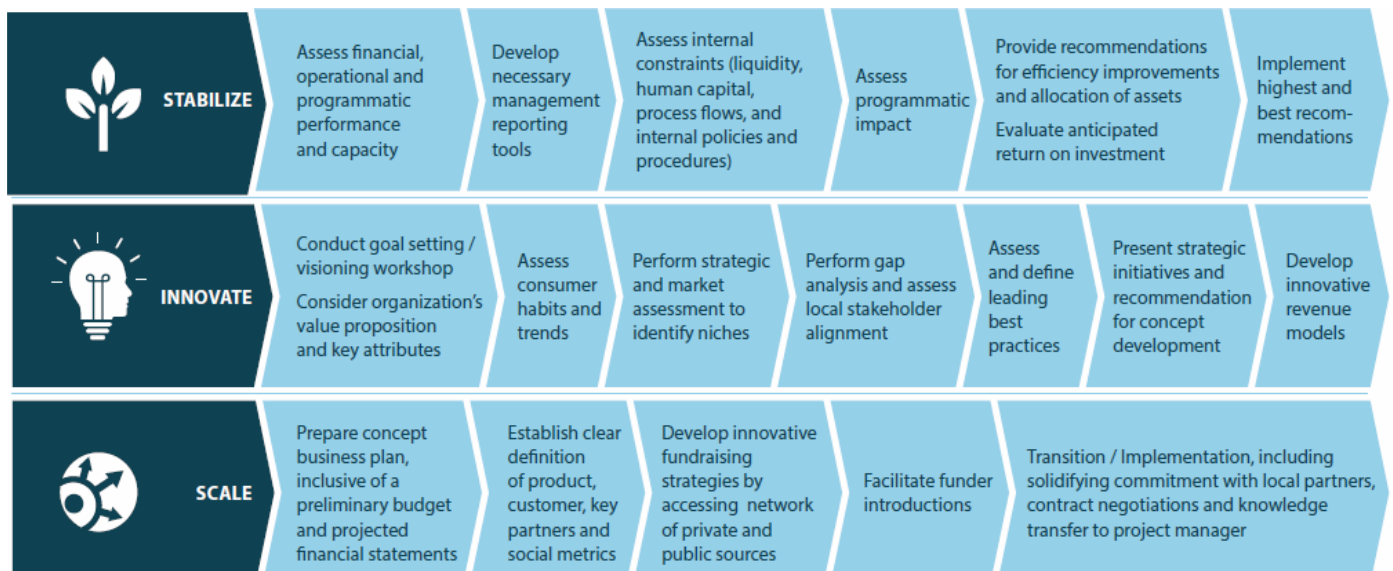 STABILIZE
Assess financial,
operational and
programmatic
performance
and capacity
Develop
necessary
management
reporting
tools
Assess internal
constraints (liquidity,
human capital,
process flows, and
internal policies and
procedures)
Assess
programmatic
impact
Provide recommendations
for efficiency improvements
and allocation of assets
Evaluate anticipated
return on investment
Implement
highest and
best recom-
mendations
INNOVATE
Conduct goal setting /
visioning workshop
Consider organization’s
value proposition
and key attributes
Assess
consumer
habits and
trends
Perform strategic
and market
assessment to
identify niches
Perform gap
analysis and assess
local stakeholder
alignment
Assess
and define
leading
best
practices
Present strategic
initiatives and
recommendation
for concept
development
Develop
innovative
revenue
models
SCALE
Prepare concept
business plan,
inclusive of a
preliminary budget
and projected
financial statements
Establish clear
definition
of product,
customer, key
partners and
social metrics
Develop innovative
fundraising
strategies by
accessing network
of private and
public sources
Facilitate funder
introductions
Transition / Implementation, including
solidifying commitment with local partners,
contract negotiations and knowledge
transfer to project manager